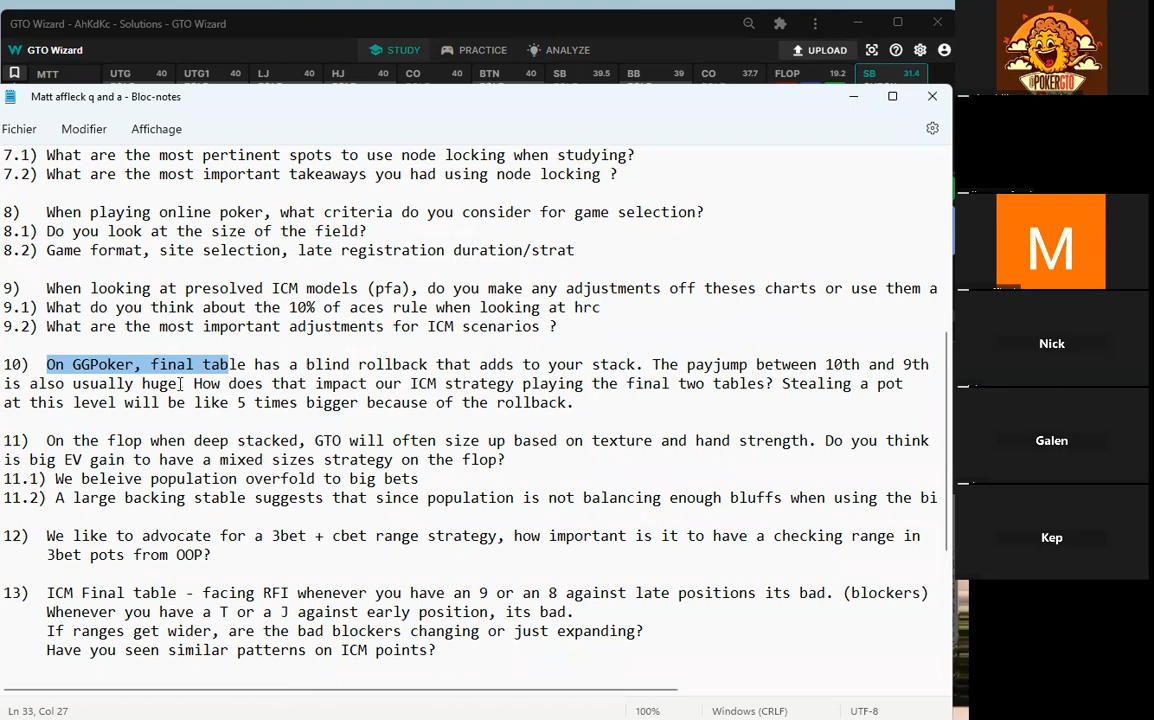 GTO Wizard - AhKdKc - Solutions - GTO Wizard
GTO Wizard
STUDY
PRACTICE
ANALYZE
UPLOAD
MTT
UTG 40
UTG1 40
LJ 40
HJ 40
CO 40
BTN 40
SB 39.5
BB 39
CO 37.7
FLOP 19.2
SB 31.4
Matt affleck q and a - Bloc-notes
Fichier
Modifier
Affichage
7.1) What are the most pertinent spots to use node locking when studying?
7.2) What are the most important takeaways you had using node locking ?
8) When playing online poker, what criteria do you consider for game selection?
8.1) Do you look at the size of the field?
8.2) Game format, site selection, late registration duration/strat
9) When looking at presolved ICM models (pfa), do you make any adjustments off theses charts or use them a
9.1) What do you think about the 10% of aces rule when looking at hrc
9.2) What are the most important adjustments for ICM scenarios ?
10) On GGPoker, final table has a blind rollback that adds to your stack. The payjump between 10th and 9th
is also usually huge. How does that impact our ICM strategy playing the final two tables? Stealing a pot
at this level will be like 5 times bigger because of the rollback.
11) On the flop when deep stacked, GTO will often size up based on texture and hand strength. Do you think
is big EV gain to have a mixed sizes strategy on the flop?
11.1) We beleive population overfold to big bets
11.2) A large backing stable suggests that since population is not balancing enough bluffs when using the bi
12) We like to advocate for a 3bet + cbet range strategy, how important is it to have a checking range in
3bet pots from OOP?
13) ICM Final table - facing RFI whenever you have an 9 or an 8 against late positions its bad. (blockers)
Whenever you have a T or a J against early position, its bad.
If ranges get wider, are the bad blockers changing or just expanding?
Have you seen similar patterns on ICM points?
Ln 33, Col 27
100%
Windows (CRLF)
UTF-8
@POKERGTO
M
Nick
Galen
Kep